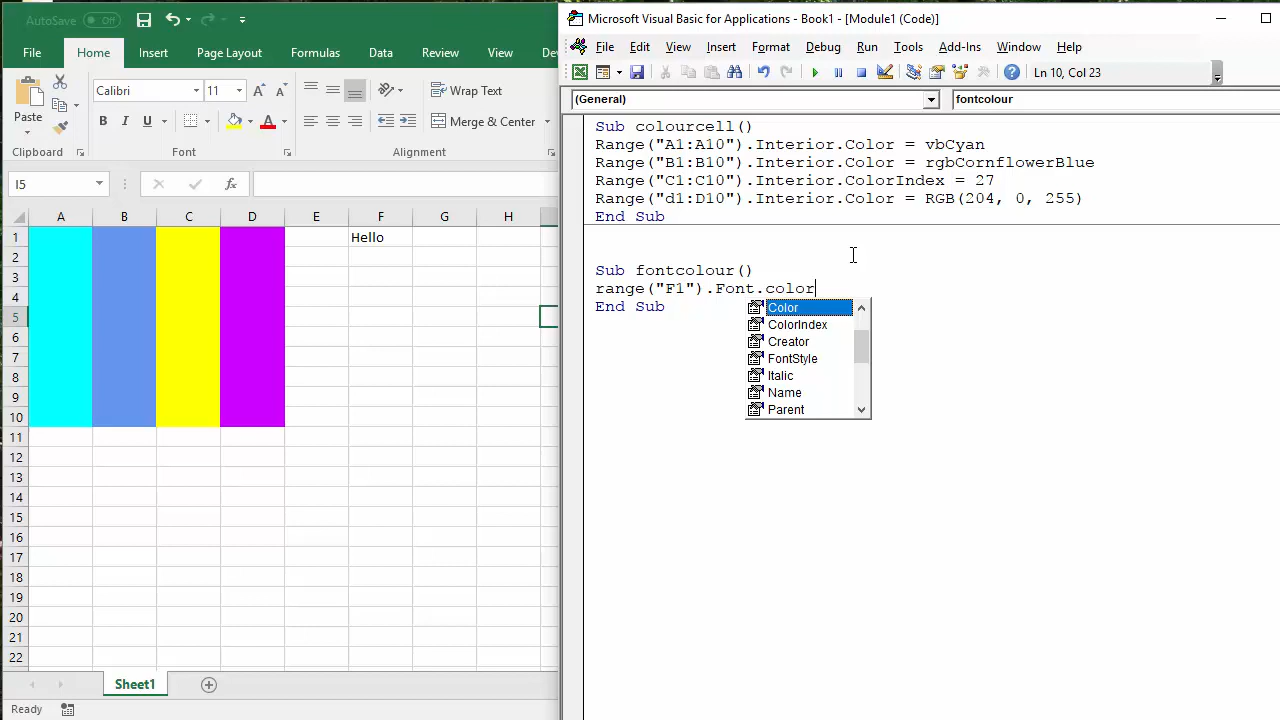 AutoSave Off
File Home Insert Page Layout Formulas Data Review View De
Paste
Calibri 11
B I U A
Wrap Text
Merge & Center
Clipboard Font Alignment
I5 fx
A B C D E F G H
1 Hello
2
3
4
5
6
7
8
9
10
11
12
13
14
15
16
17
18
19
20
21
22
Sheet1
Ready
Microsoft Visual Basic for Applications - Book1 - [Module1 (Code)]
File Edit View Insert Format Debug Run Tools Add-Ins Window Help
Ln 10, Col 23
(General) fontcolour
Sub colourcell()
Range("A1:A10").Interior.Color = vbCyan
Range("B1:B10").Interior.Color = rgbCornflowerBlue
Range("C1:C10").Interior.ColorIndex = 27
Range("d1:D10").Interior.Color = RGB(204, 0, 255)
End Sub
Sub fontcolour()
range("F1").Font.color
End Sub
Color
ColorIndex
Creator
FontStyle
Italic
Name
Parent